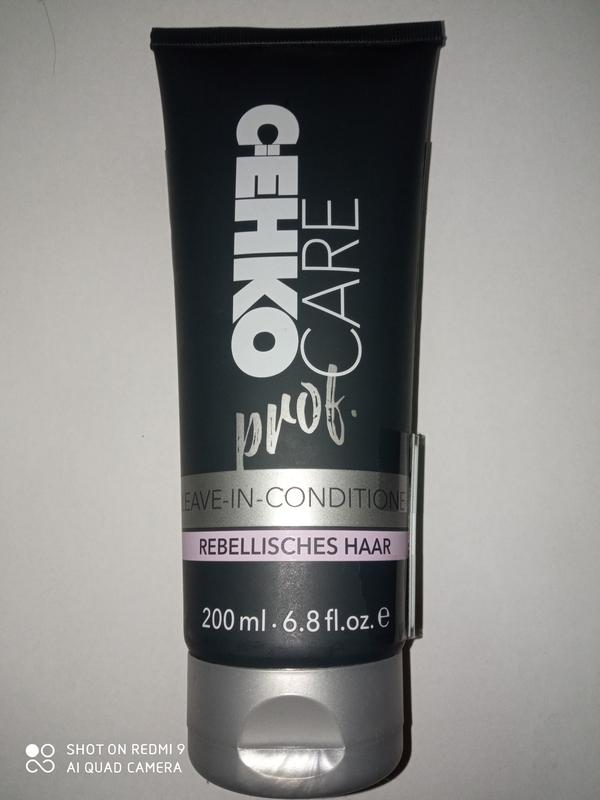 C:EHKO
CARE
prof.
LEAVE-IN-CONDITIONE
REBELLISCHES HAAR
200 ml · 6.8 fl.oz. ℮
SHOT ON REDMI 9
AI QUAD CAMERA